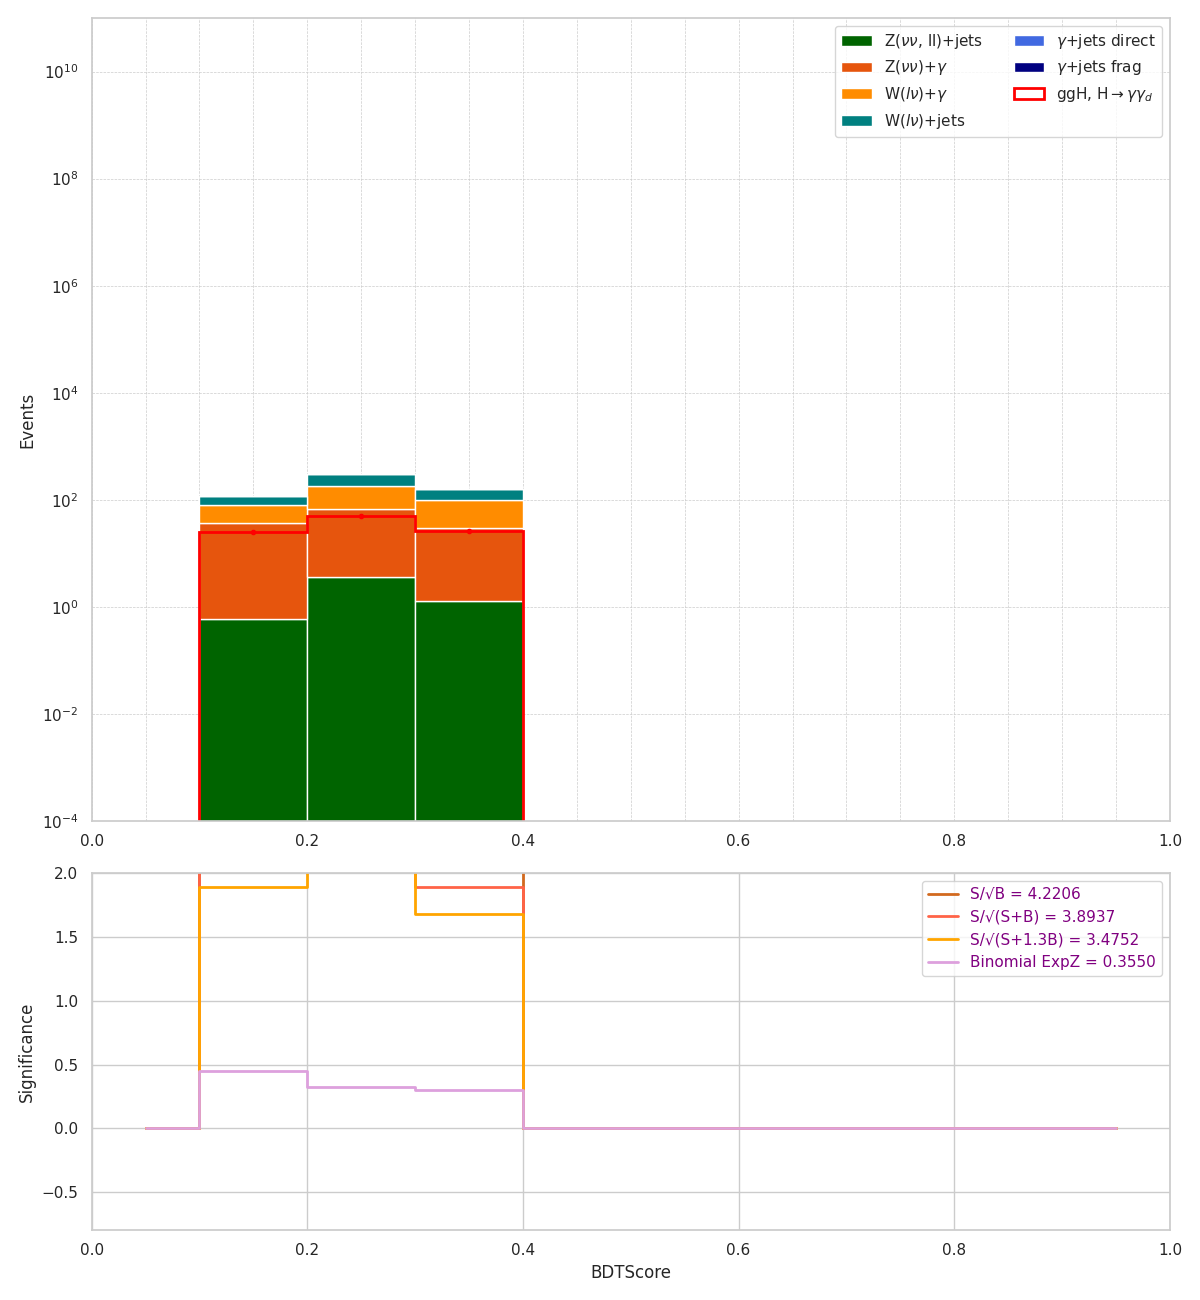 Z(νν, ll)+jets
Z(νν)+γ
W(lν)+γ
W(lν)+jets
γ+jets direct
γ+jets frag
ggH, H→γγ_d
10^10
10^8
10^6
10^4
10^2
10^0
10^−2
10^−4
Events
0.0 0.2 0.4 0.6 0.8 1.0
S/√B = 4.2206
S/√(S+B) = 3.8937
S/√(S+1.3B) = 3.4752
Binomial ExpZ = 0.3550
2.0
1.5
1.0
0.5
0.0
−0.5
Significance
0.0 0.2 0.4 0.6 0.8 1.0
BDTScore